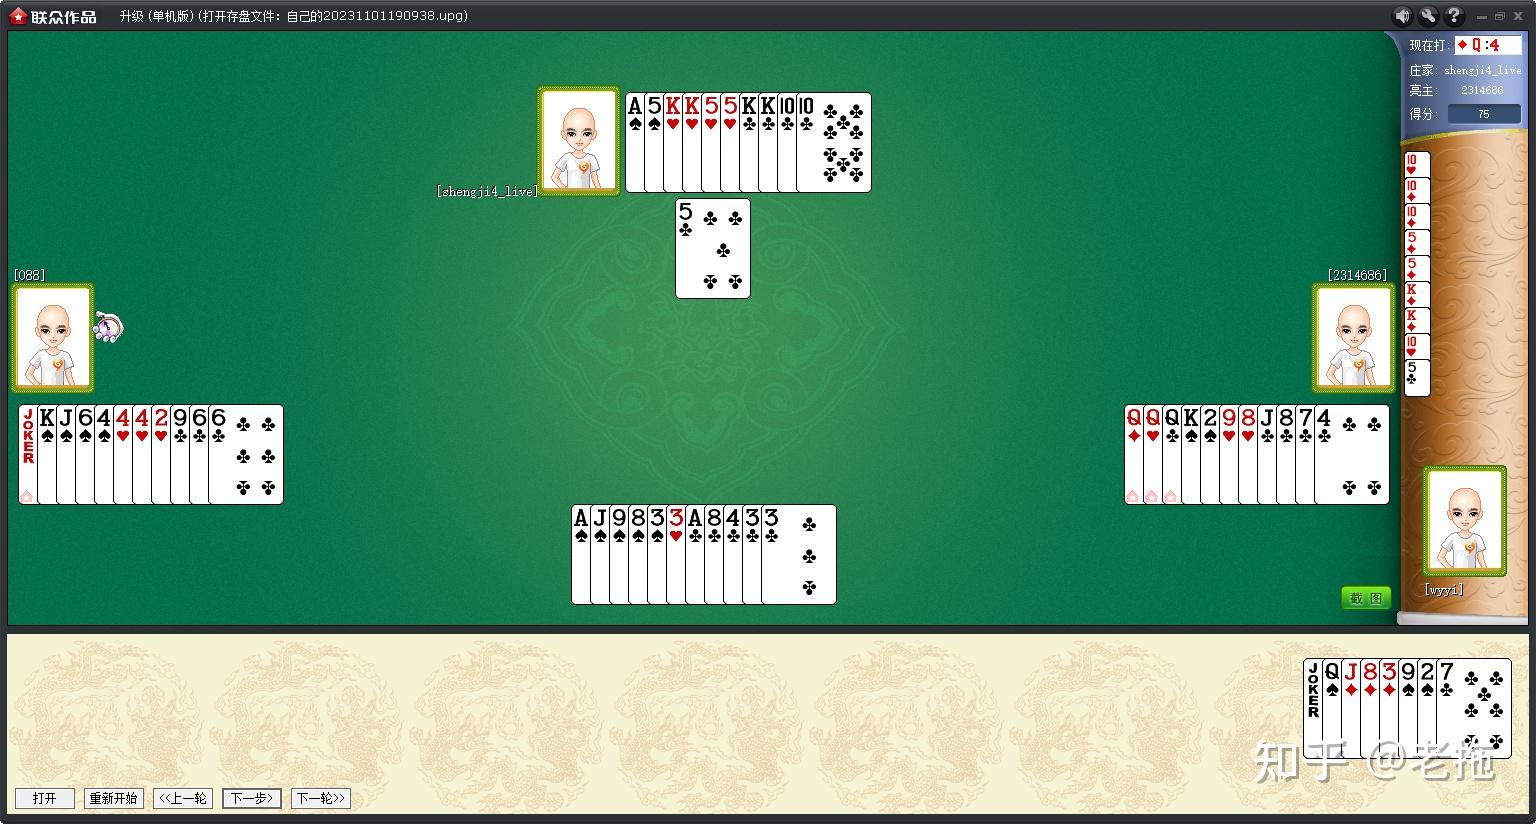 联众作品 升级 (单机版) (打开存盘文件: 自己的20231101190938.upg)
现在打: ♦ Q :4
庄家: shengji4_live
亮主: 2314686
得分: 75
A 5 K K 5 5 K K 10 10
[shengji4_live]
5
10
10
10
5
5
K
K
10
5
[088]
[2314686]
JOKER K J 6 4 4 4 2 9 6 6
Q Q Q K 2 9 8 J 8 7 4
A J 9 8 3 3 A 8 4 3 3
截 图
[wyyi]
JOKER Q J 8 3 9 2 7
知乎 @老拖
打开 重新开始 <<上一轮 下一步> 下一轮>>